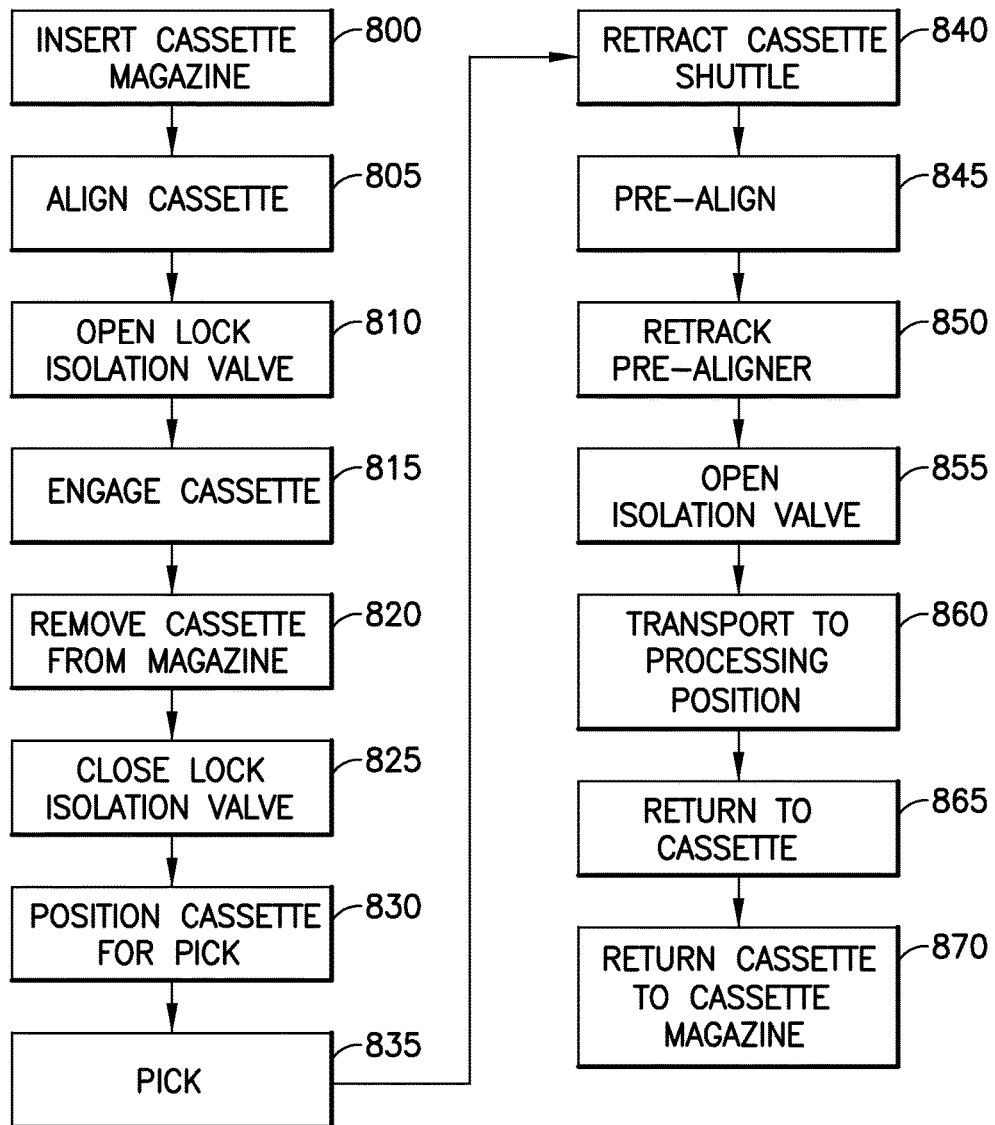 INSERT CASSETTE
MAGAZINE
800
ALIGN CASSETTE
805
OPEN LOCK
ISOLATION VALVE
810
ENGAGE CASSETTE
815
REMOVE CASSETTE
FROM MAGAZINE
820
CLOSE LOCK
ISOLATION VALVE
825
POSITION CASSETTE
FOR PICK
830
PICK
835
RETRACT CASSETTE
SHUTTLE
840
PRE-ALIGN
845
RETRACK
PRE-ALIGNER
850
OPEN
ISOLATION VALVE
855
TRANSPORT TO
PROCESSING
POSITION
860
RETURN TO
CASSETTE
865
RETURN CASSETTE
TO CASSETTE
MAGAZINE
870